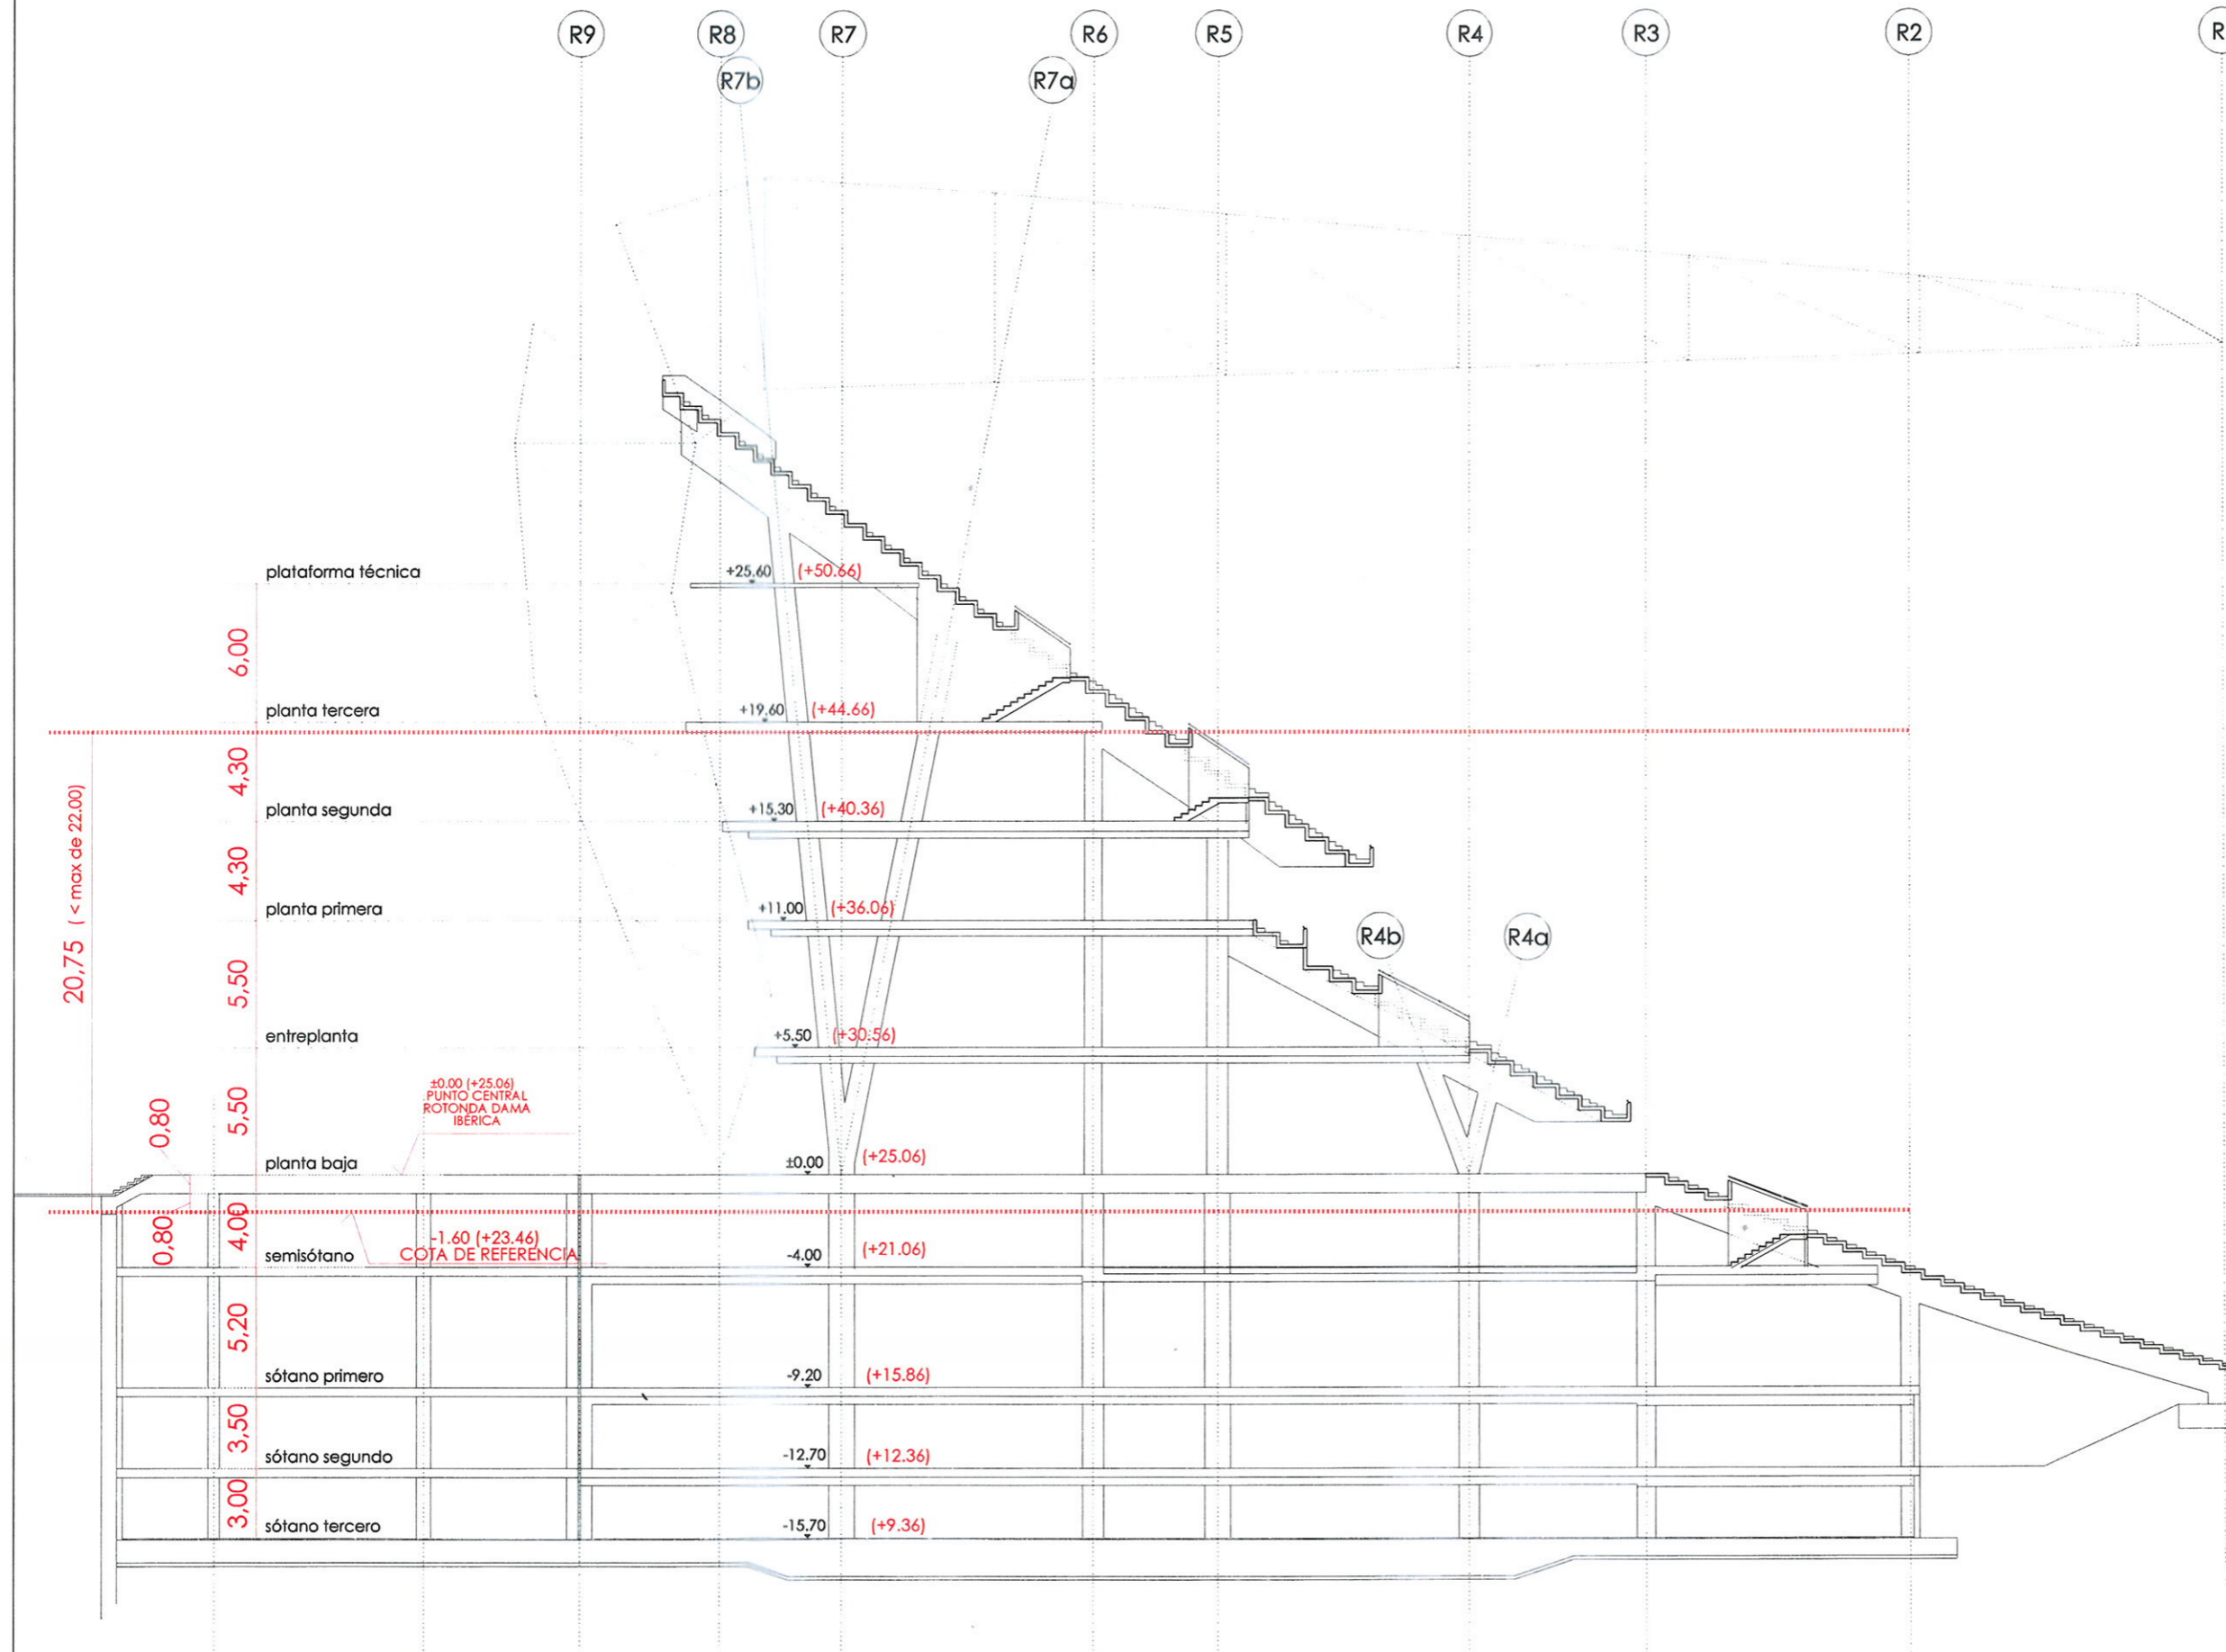 R9
R8
R7
R6
R5
R4
R3
R2
R
R7b
R7a
plataforma técnica
+25.60
(+50.66)
6,00
planta tercera
+19.60
(+44.66)
4,30
planta segunda
+15.30
(+40.36)
20,75 ( < max de 22.00)
4,30
planta primera
+11.00
(+36.06)
R4b
R4a
5,50
entreplanta
+5.50
(+30.56)
±0.00 (+25.06)
PUNTO CENTRAL
ROTONDA DAMA
IBÉRICA
0,80
5,50
planta baja
±0.00
(+25.06)
0,80
4,00
-1.60 (+23.46)
COTA DE REFERENCIA
semisótano
-4.00
(+21.06)
5,20
sótano primero
-9.20
(+15.86)
3,50
sótano segundo
-12.70
(+12.36)
3,00
sótano tercero
-15.70
(+9.36)